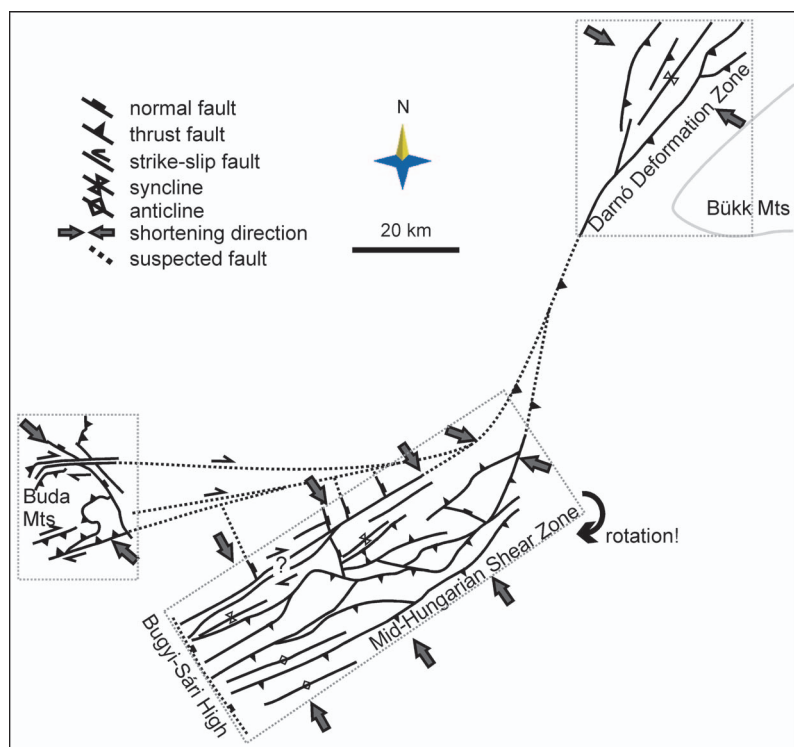 normal fault
thrust fault
strike-slip fault
syncline
anticline
shortening direction
suspected fault
N
20 km
Darnó Deformation Zone
Bükk Mts
Buda
Mts
?
rotation!
Mid-Hungarian Shear Zone
Bugyi-Sári High